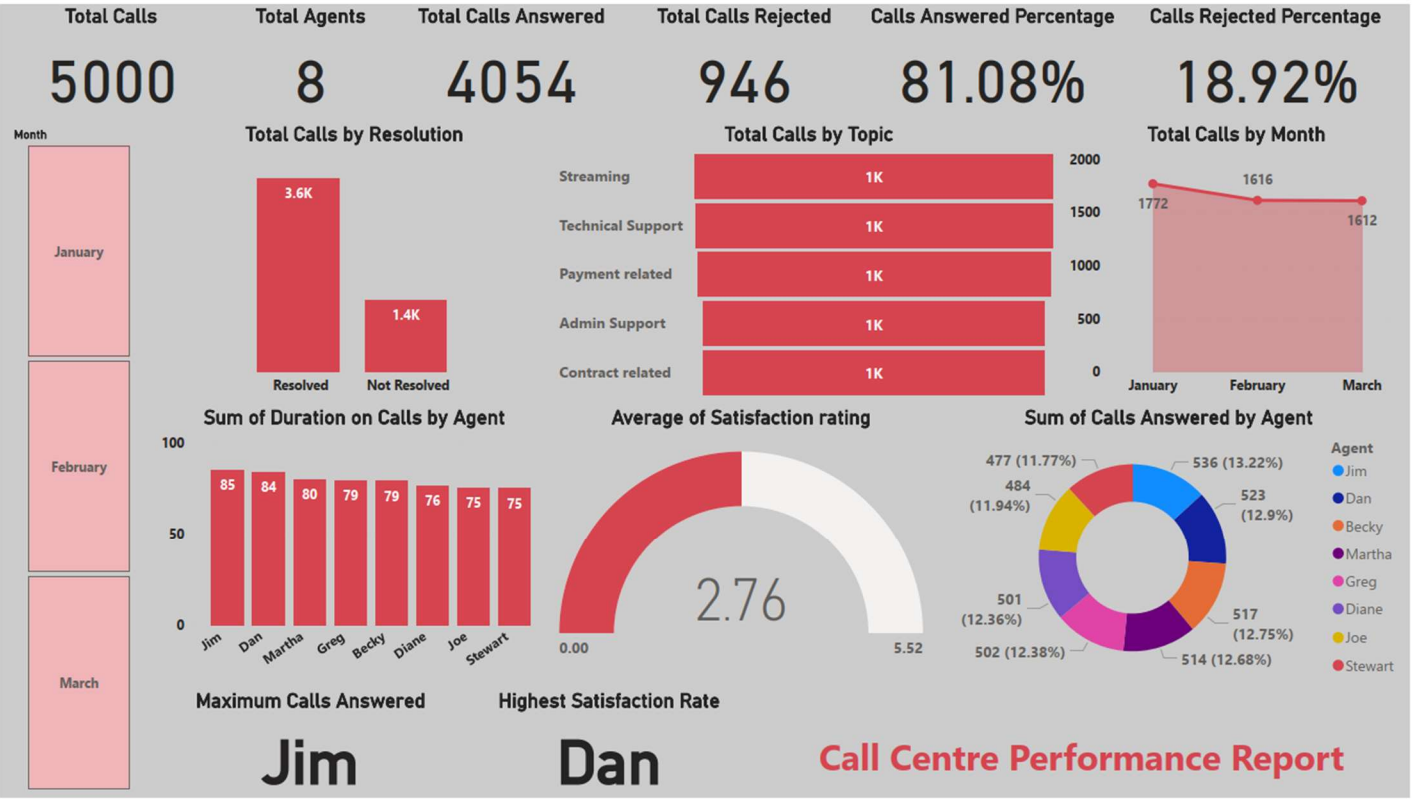 Total Calls
Total Agents
Total Calls Answered
Total Calls Rejected
Calls Answered Percentage
Calls Rejected Percentage
5000
8
4054
946
81.08%
18.92%
Month
January
February
March
Total Calls by Resolution
3.6K
1.4K
Resolved
Not Resolved
Total Calls by Topic
Streaming
1K
Technical Support
1K
Payment related
1K
Admin Support
1K
Contract related
1K
Total Calls by Month
2000
1500
1000
500
0
1772
1616
1612
January
February
March
Sum of Duration on Calls by Agent
100
50
0
85
84
80
79
79
76
75
75
Jim
Dan
Martha
Greg
Becky
Diane
Joe
Stewart
Average of Satisfaction rating
2.76
0.00
5.52
Sum of Calls Answered by Agent
536 (13.22%)
523
(12.9%)
517
(12.75%)
514 (12.68%)
502 (12.38%)
501
(12.36%)
484
(11.94%)
477 (11.77%)
Agent
Jim
Dan
Becky
Martha
Greg
Diane
Joe
Stewart
Maximum Calls Answered
Jim
Highest Satisfaction Rate
Dan
Call Centre Performance Report